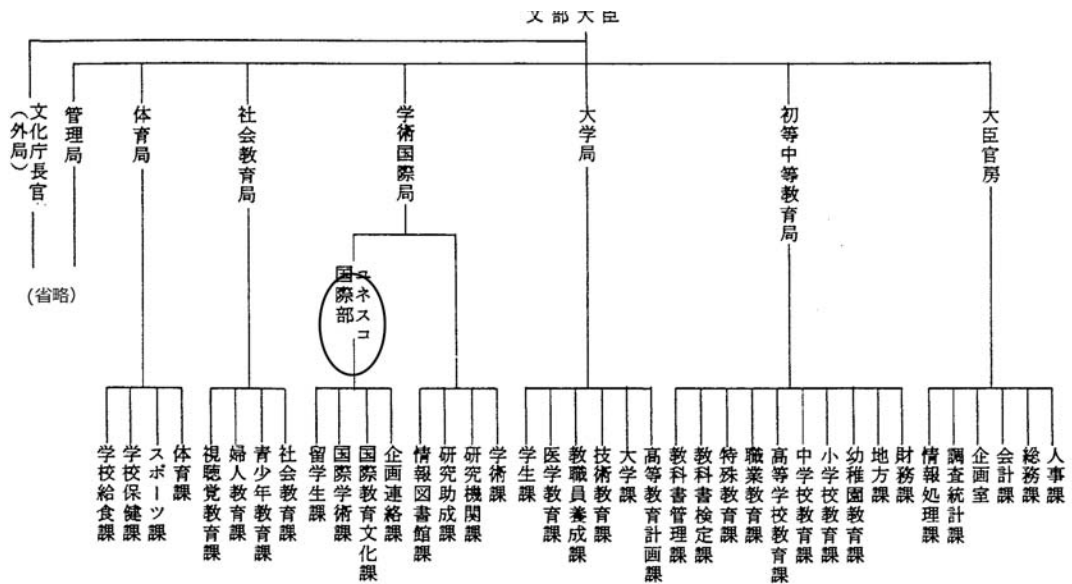 文部大臣
大臣官房
初等中等教育局
大学局
学術国際局
社会教育局
体育局
管理局
文化庁長官
(外局)
ユネスコ
国際部
(省略)
人事課
総務課
会計課
企画室
調査統計課
情報処理課
財務課
地方課
幼稚園教育課
小学校教育課
中学校教育課
高等学校教育課
職業教育課
特殊教育課
教科書検定課
教科書管理課
高等教育計画課
大学課
技術教育課
教職員養成課
医学教育課
学生課
学術課
研究機関課
研究助成課
情報図書館課
企画連絡課
国際教育文化課
国際学術課
留学生課
社会教育課
青少年教育課
婦人教育課
視聴覚教育課
体育課
スポーツ課
学校保健課
学校給食課